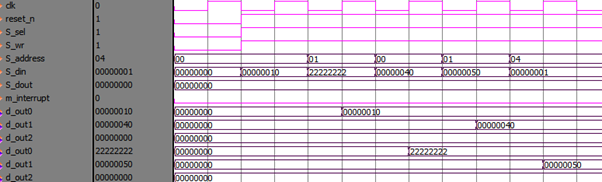 clk 0
reset_n 1
S_sel 1
S_wr 1
S_address 04 00 01 00 01 04
S_din 00000001 00000000 00000010 22222222 00000040 00000050 00000001
S_dout 00000000 00000000
m_interrupt 0
d_out0 00000010 00000000 00000010
d_out1 00000040 00000000 00000040
d_out2 00000000 00000000
d_out0 22222222 00000000 22222222
d_out1 00000050 00000000 00000050
d_out2 00000000 00000000